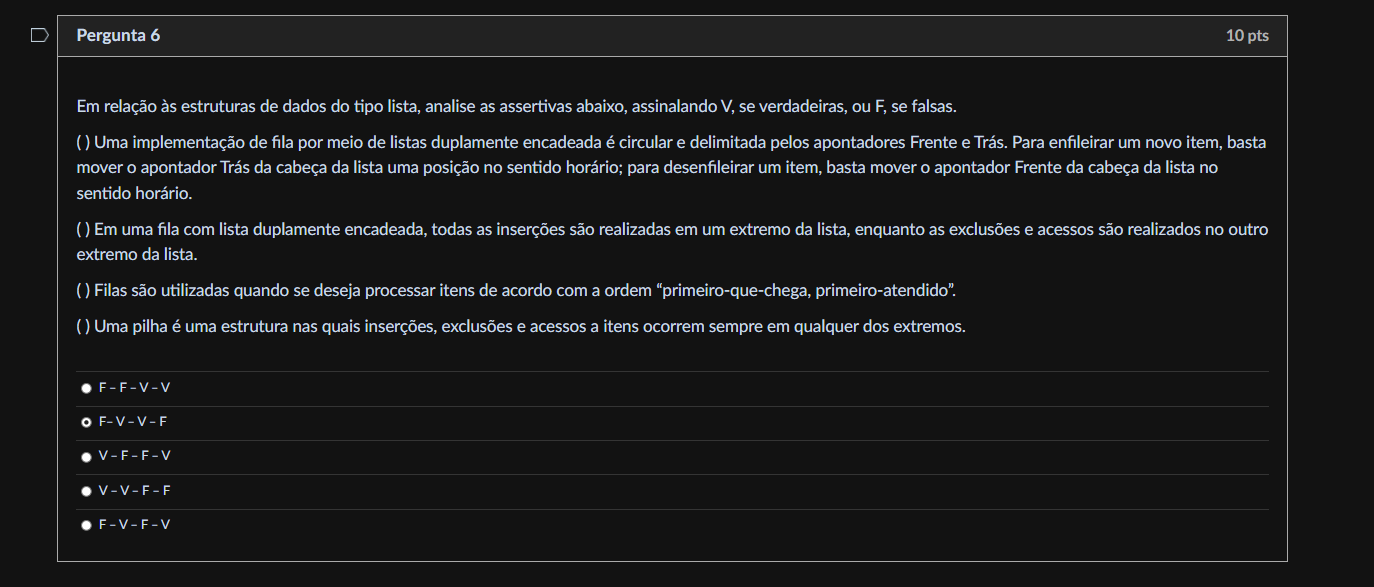 Pergunta 6
10 pts
Em relação às estruturas de dados do tipo lista, analise as assertivas abaixo, assinalando V, se verdadeiras, ou F, se falsas.
( ) Uma implementação de fila por meio de listas duplamente encadeada é circular e delimitada pelos apontadores Frente e Trás. Para enfileirar um novo item, basta
mover o apontador Trás da cabeça da lista uma posição no sentido horário; para desenfileirar um item, basta mover o apontador Frente da cabeça da lista no
sentido horário.
( ) Em uma fila com lista duplamente encadeada, todas as inserções são realizadas em um extremo da lista, enquanto as exclusões e acessos são realizados no outro
extremo da lista.
( ) Filas são utilizadas quando se deseja processar itens de acordo com a ordem “primeiro-que-chega, primeiro-atendido”.
( ) Uma pilha é uma estrutura nas quais inserções, exclusões e acessos a itens ocorrem sempre em qualquer dos extremos.
F – F – V – V
F– V – V – F
V – F – F – V
V – V – F – F
F – V – F – V